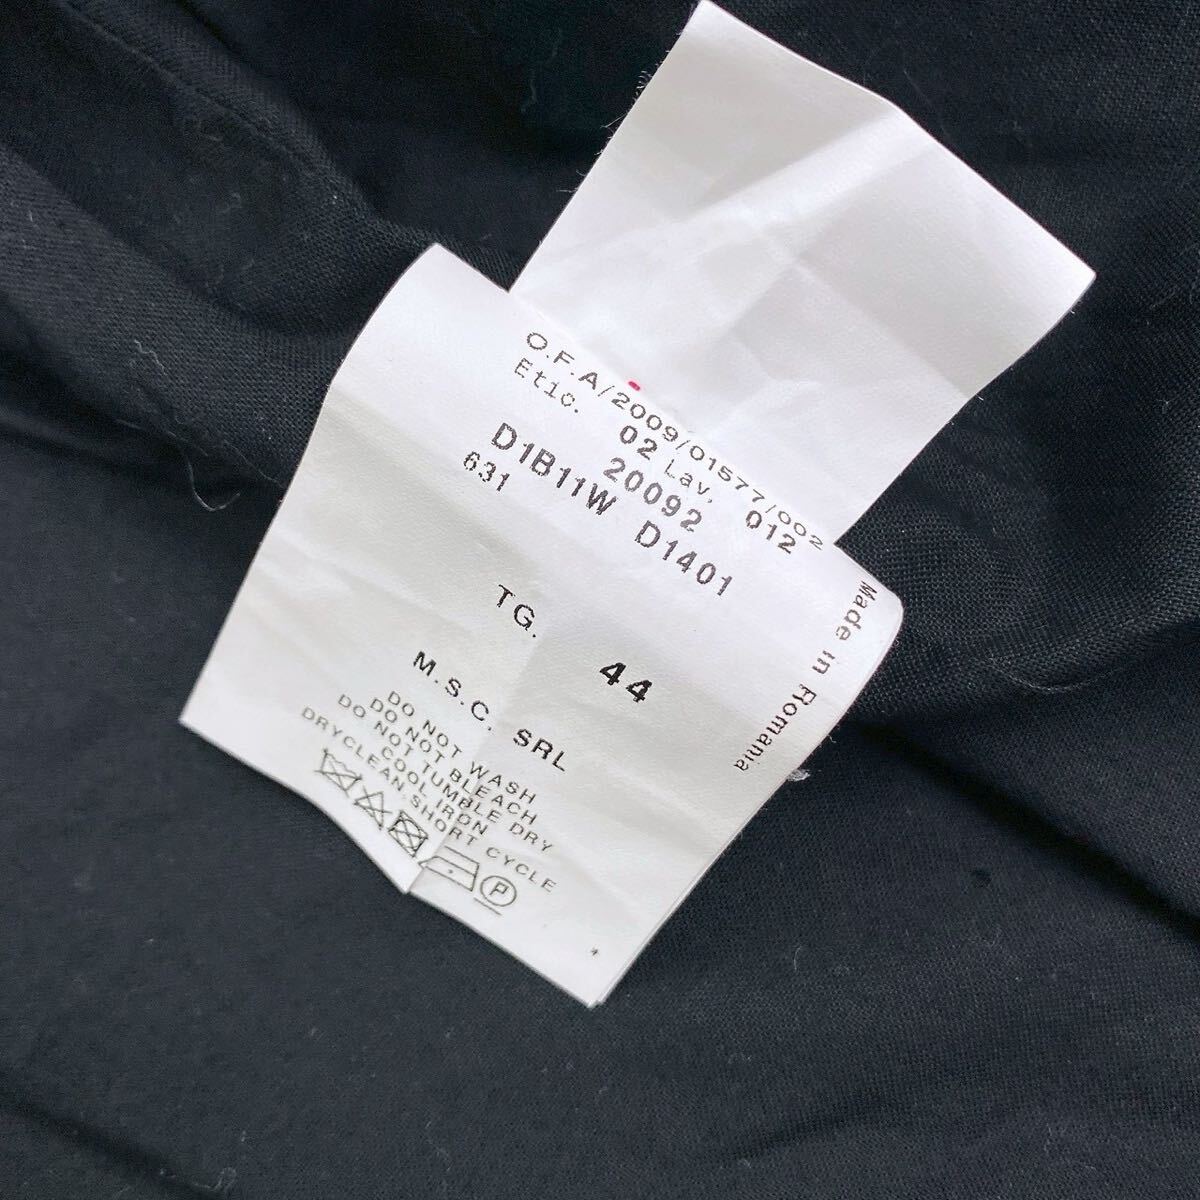 O.F.A/2009/01577/002
Etic. 02 Lav. 012
20092
D1B11W D1401
631
TG. 44
M.S.C. SRL
DO NOT WASH
DO NOT BLEACH
DO NOT TUMBLE DRY
COOL IRON
DRYCLEAN.SHORT CYCLE
P
Made in Romania